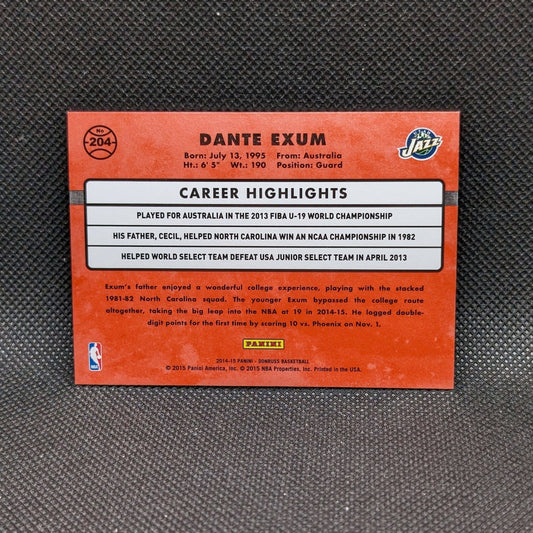 No
204
DANTE EXUM
Born: July 13, 1995 From: Australia
Ht.: 6' 5" Wt.: 190 Position: Guard
JAZZ
CAREER HIGHLIGHTS
PLAYED FOR AUSTRALIA IN THE 2013 FIBA U-19 WORLD CHAMPIONSHIP
HIS FATHER, CECIL, HELPED NORTH CAROLINA WIN AN NCAA CHAMPIONSHIP IN 1982
HELPED WORLD SELECT TEAM DEFEAT USA JUNIOR SELECT TEAM IN APRIL 2013
Exum's father enjoyed a wonderful college experience, playing with the stacked
1981-82 North Carolina squad. The younger Exum bypassed the college route
altogether, taking the big leap into the NBA at 19 in 2014-15. He logged double-
digit points for the first time by scoring 10 vs. Phoenix on Nov. 1.
PANINI
NBA
2014-15 PANINI - DONRUSS BASKETBALL
© 2015 Panini America, Inc. © 2015 NBA Properties, Inc. Printed in the USA.